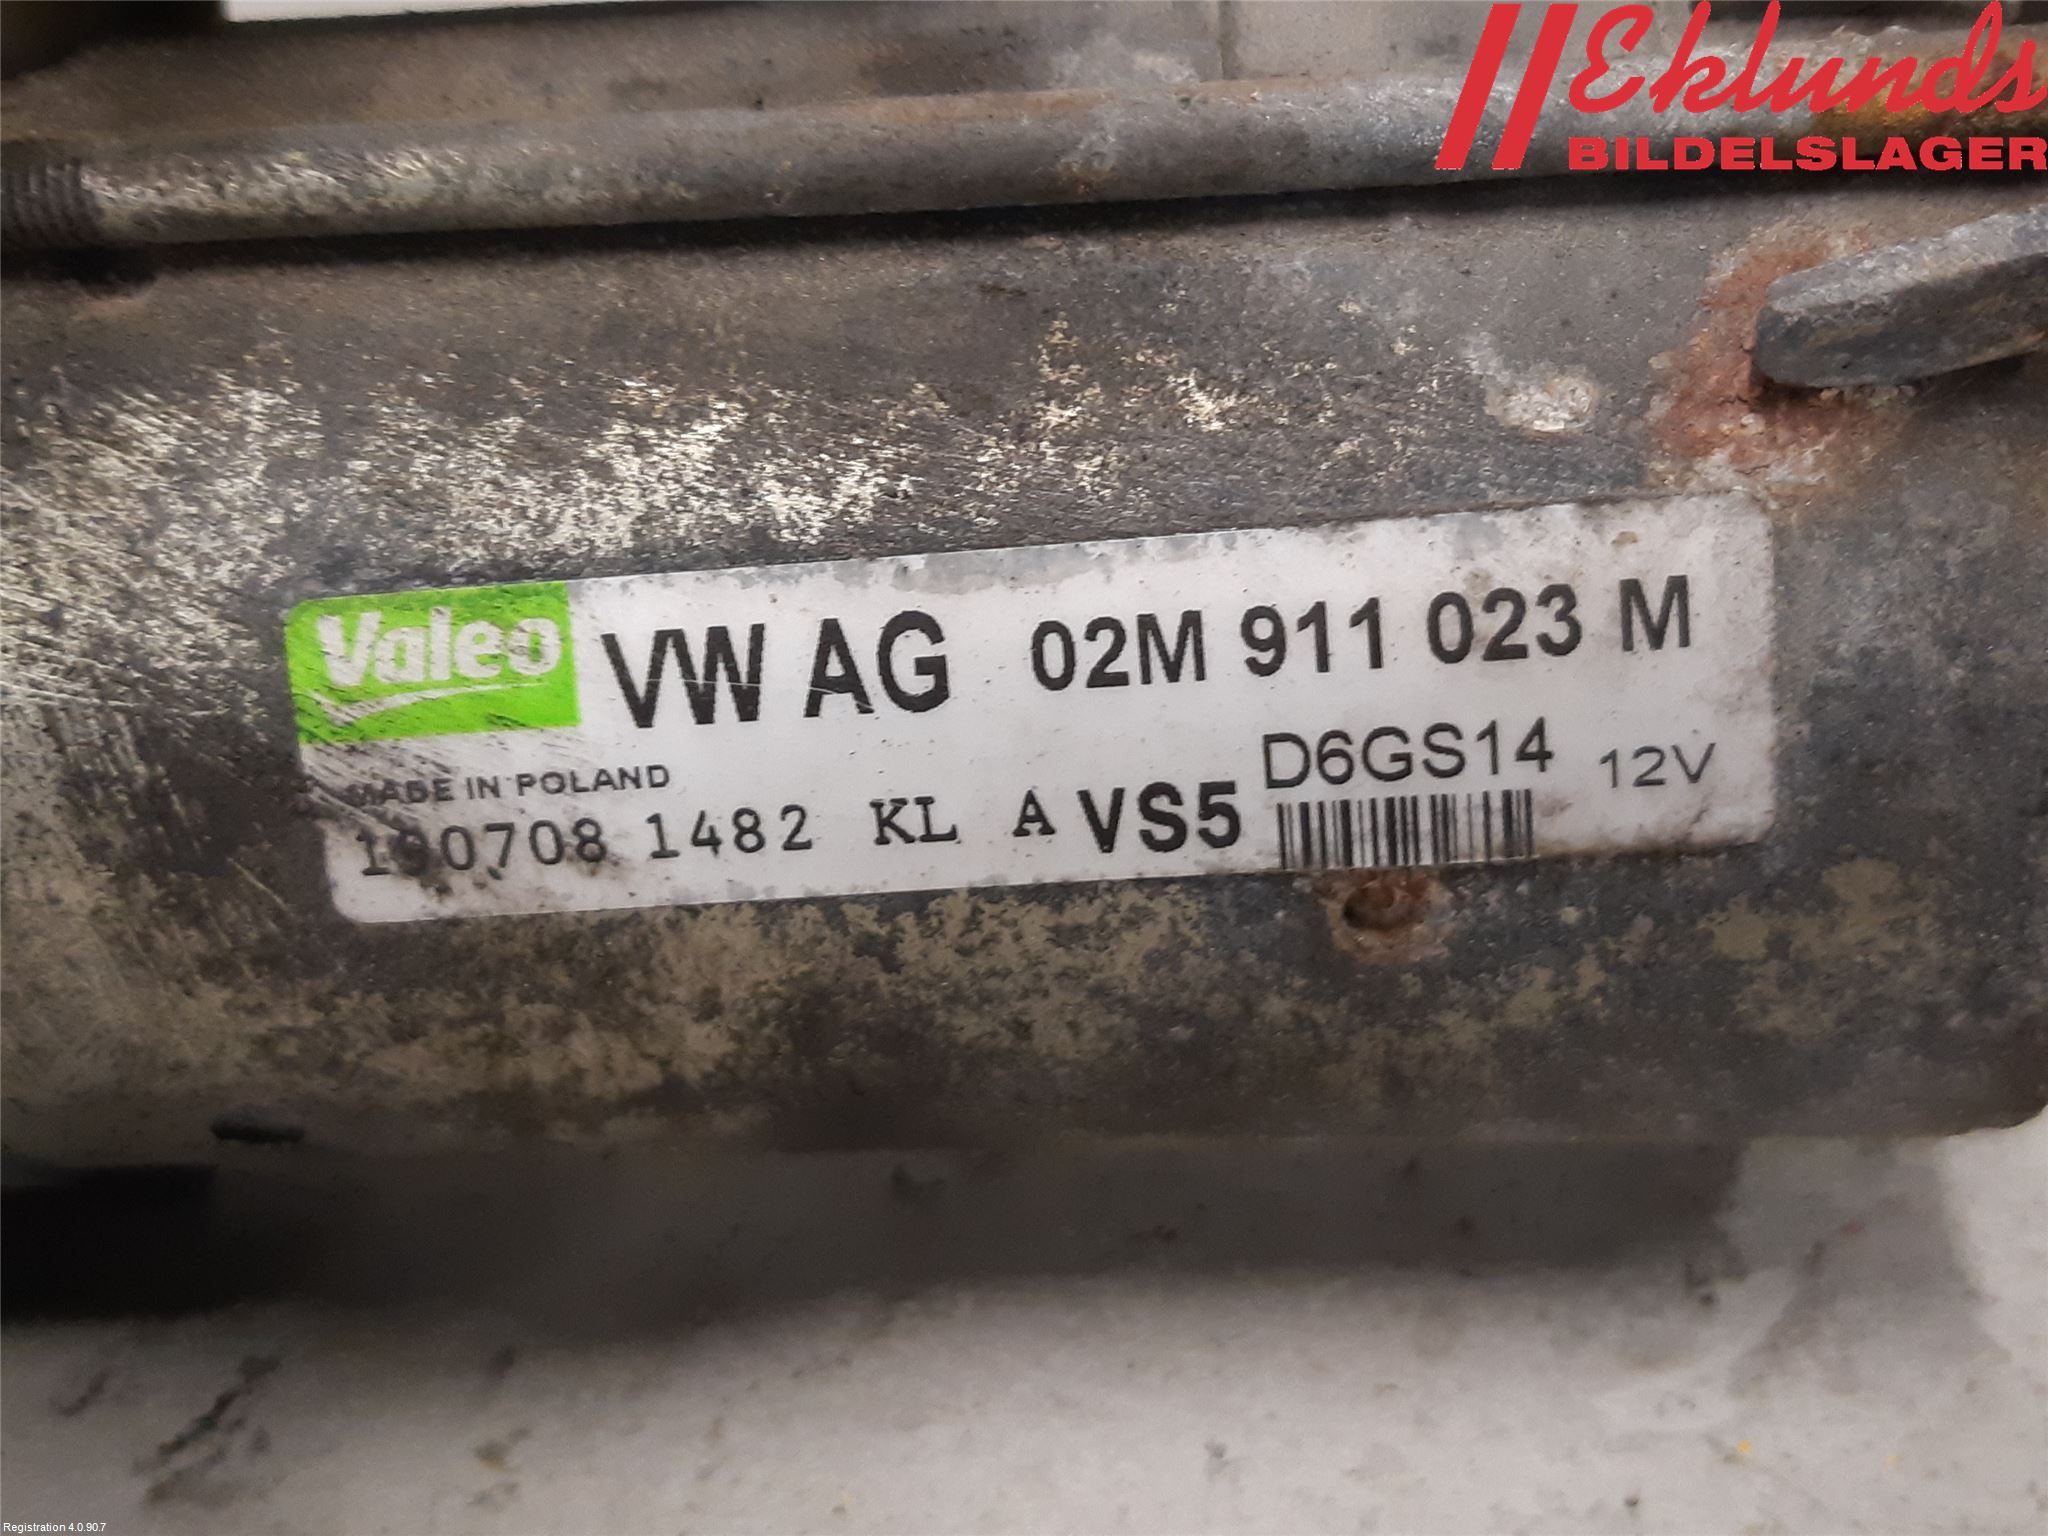 Eklunds
BILDELSLAGER
Valeo VW AG 02M 911 023 M
MADE IN POLAND
D6GS14 12V
100708 1482 KL A VS5
Registration 4.0.90.7